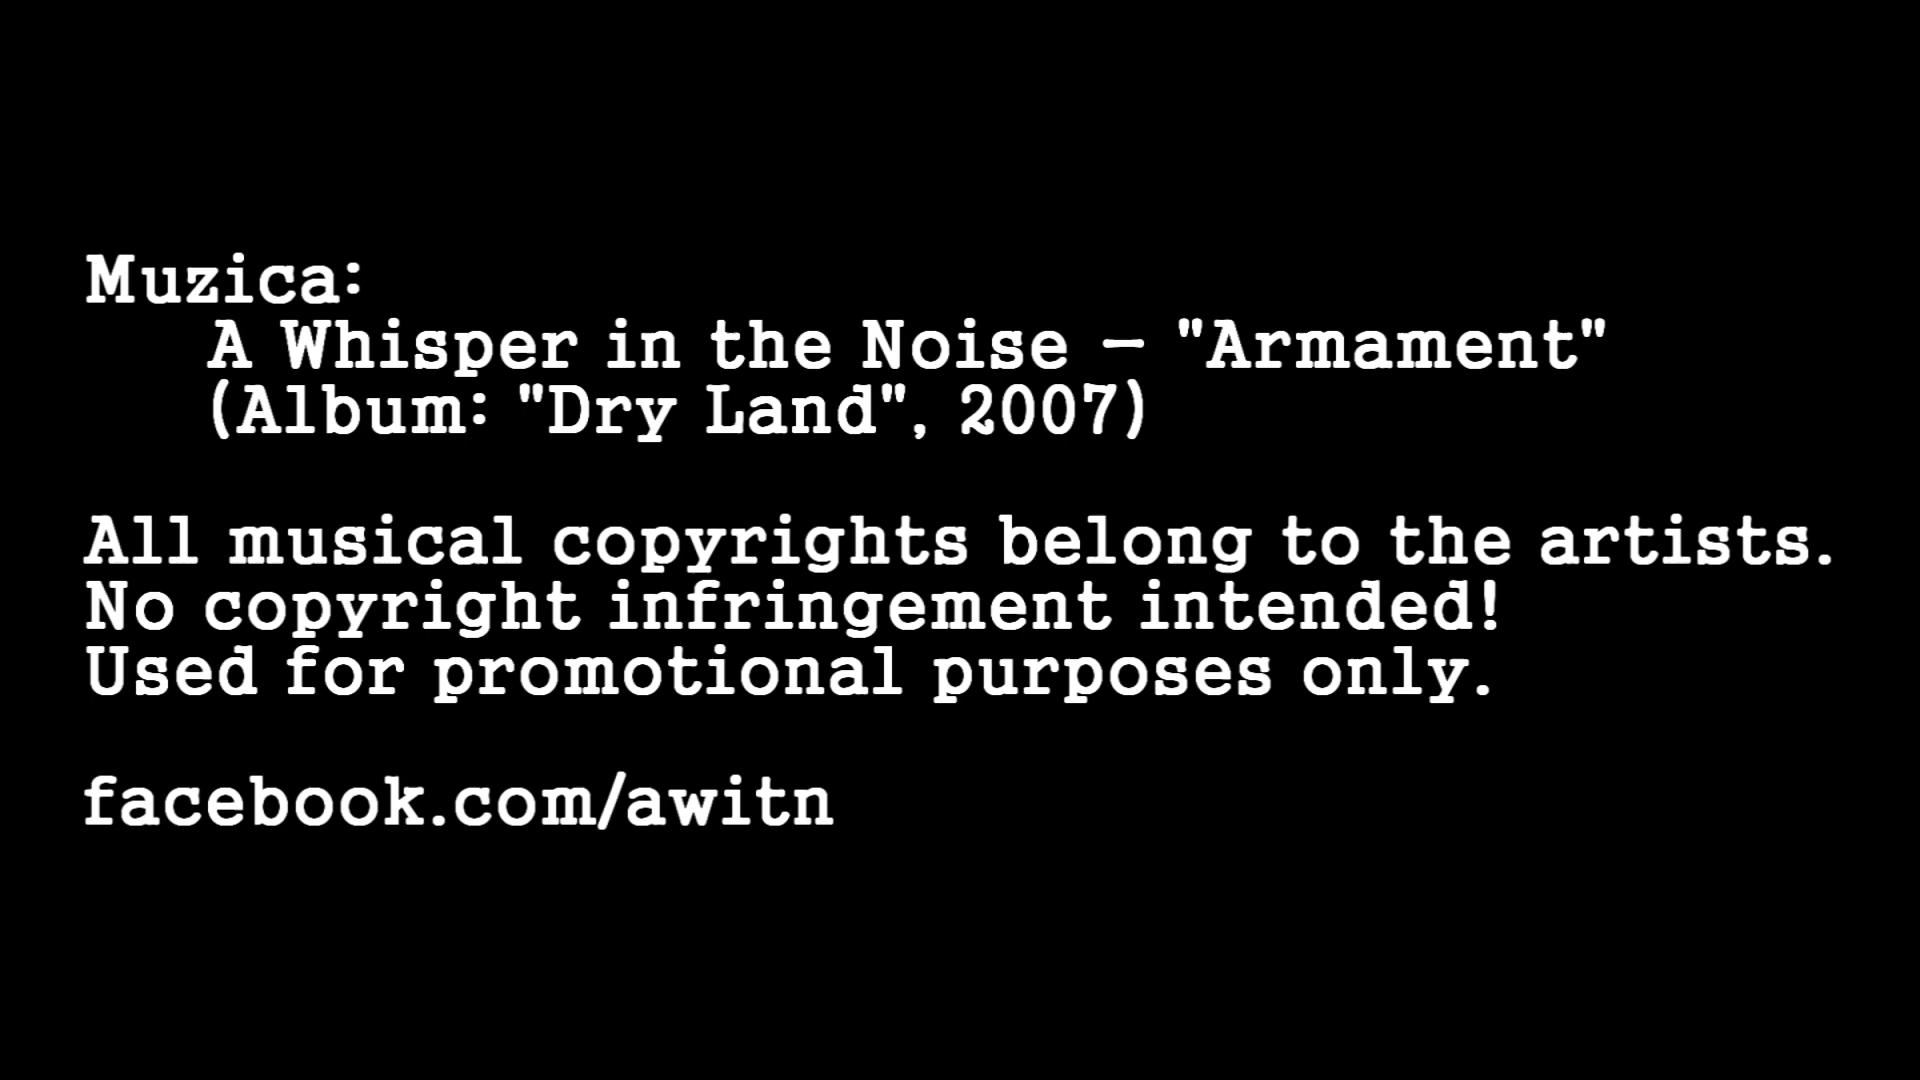 Muzica:
A Whisper in the Noise – "Armament"
(Album: "Dry Land", 2007)
All musical copyrights belong to the artists.
No copyright infringement intended!
Used for promotional purposes only.
facebook.com/awitn